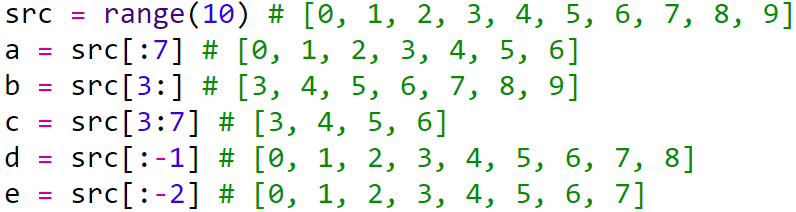 src = range(10) # [0, 1, 2, 3, 4, 5, 6, 7, 8, 9]
a = src[:7] # [0, 1, 2, 3, 4, 5, 6]
b = src[3:] # [3, 4, 5, 6, 7, 8, 9]
c = src[3:7] # [3, 4, 5, 6]
d = src[:-1] # [0, 1, 2, 3, 4, 5, 6, 7, 8]
e = src[:-2] # [0, 1, 2, 3, 4, 5, 6, 7]